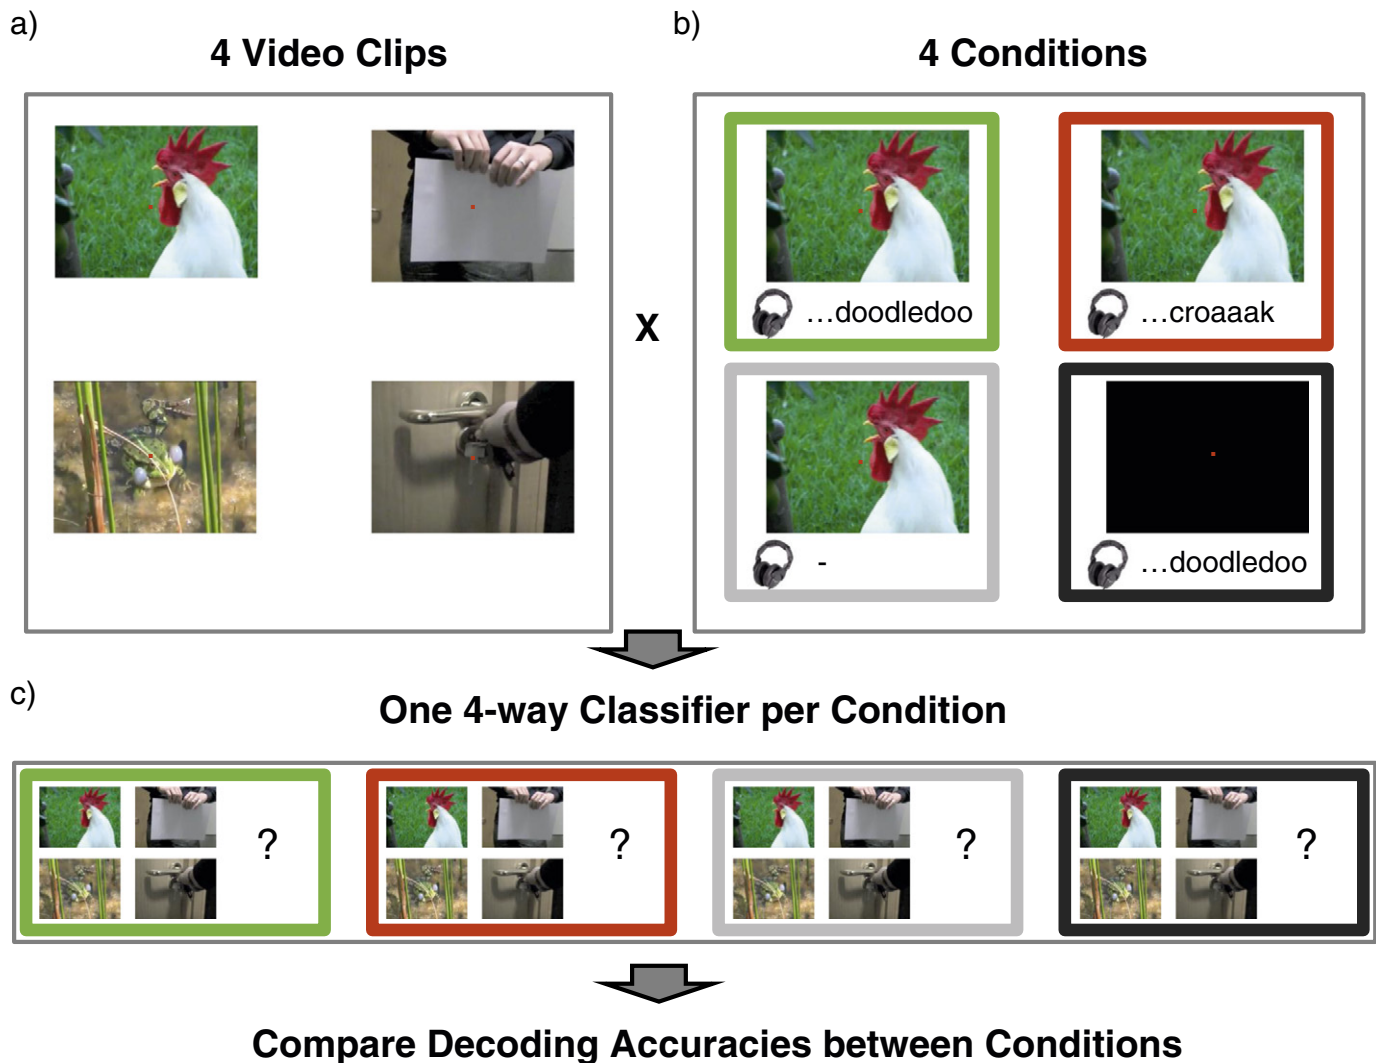 a)
4 Video Clips
b)
4 Conditions
X
...doodledoo
...croaaak
-
...doodledoo
c)
One 4-way Classifier per Condition
?
?
?
?
Compare Decoding Accuracies between Conditions